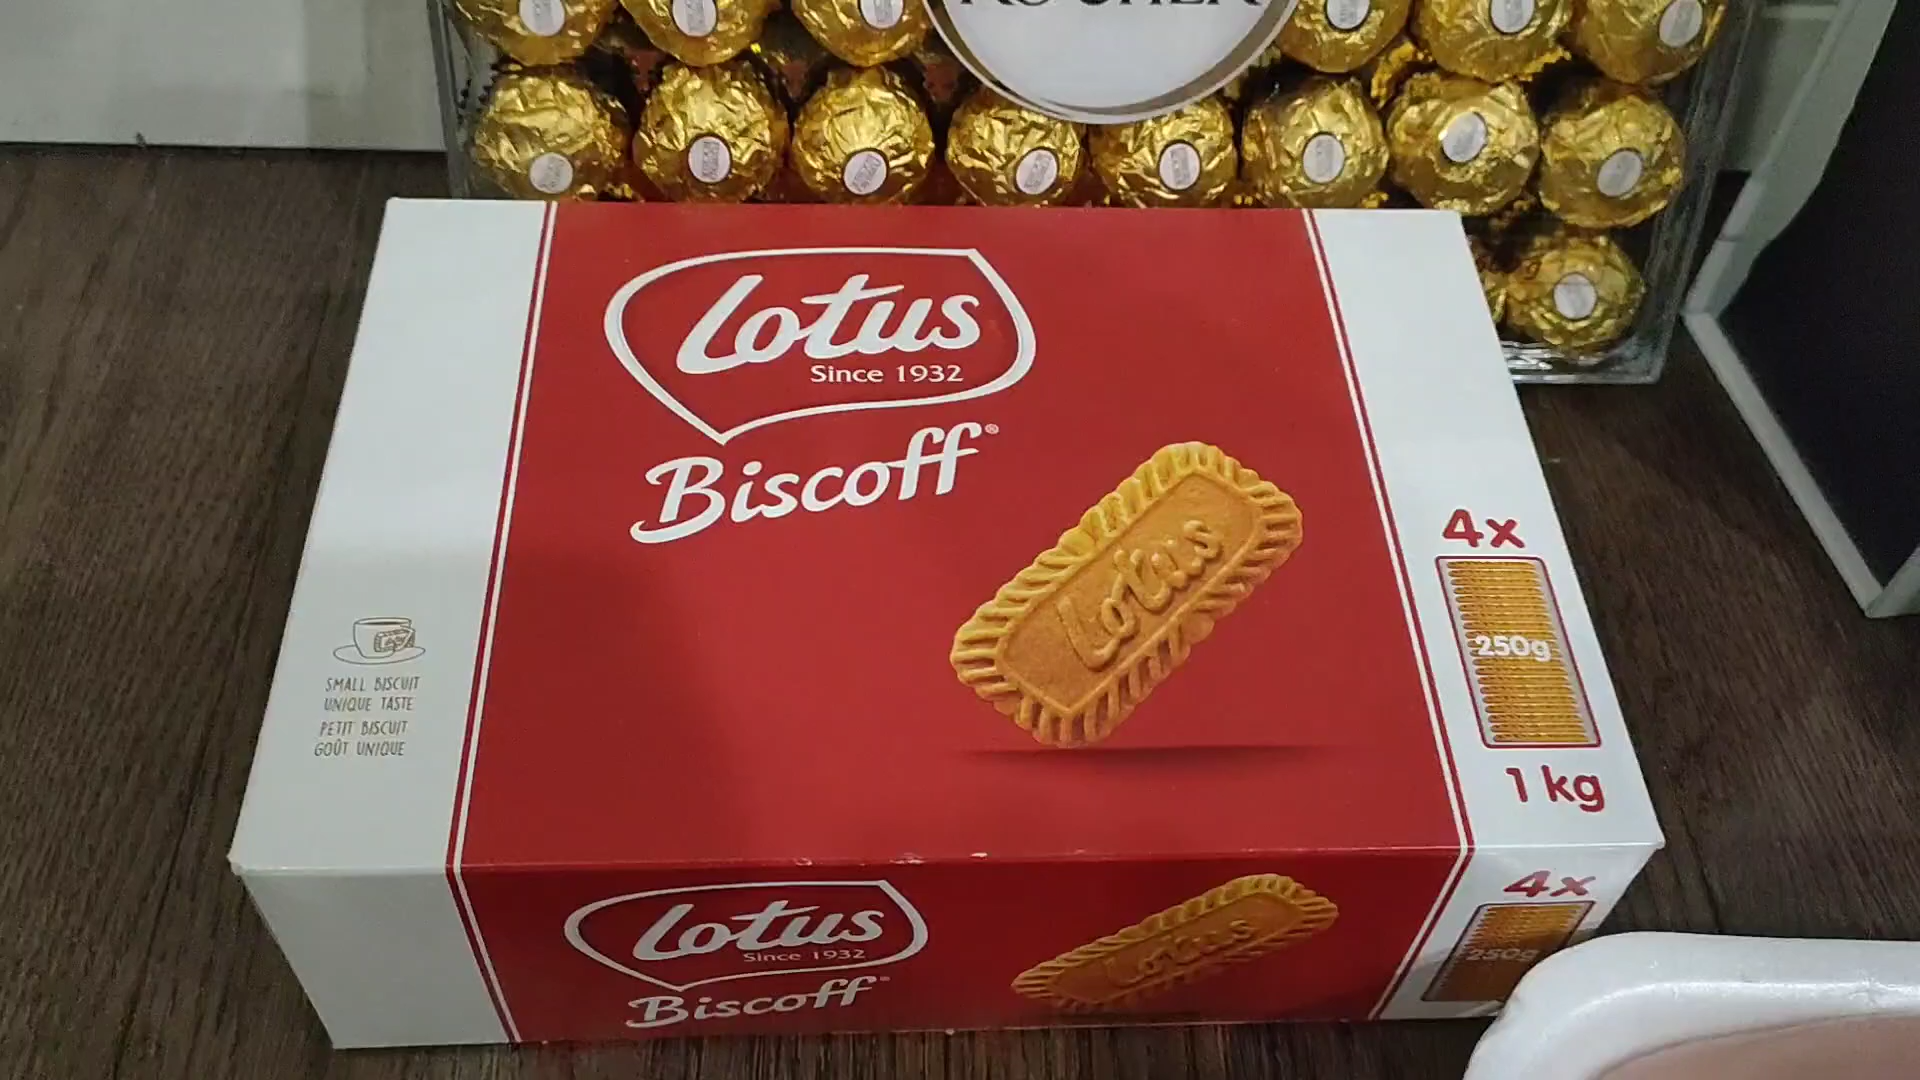 Lotus
Since 1932
Biscoff®
Lotus
4x
250g
1 kg
SMALL BISCUIT
UNIQUE TASTE
PETIT BISCUIT
GOÛT UNIQUE
Lotus
Since 1932
Biscoff®
Lotus
4x
250g